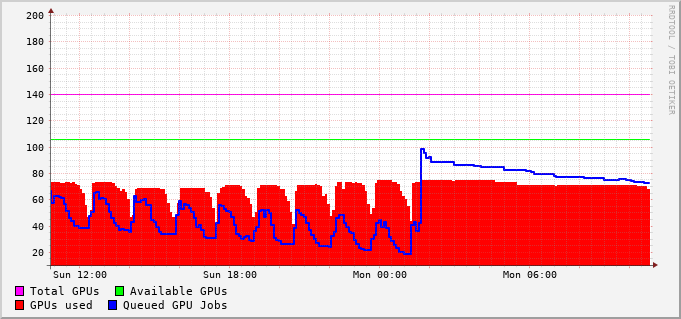 200
180
160
140
120
100
80
60
40
20
Sun 12:00 Sun 18:00 Mon 00:00 Mon 06:00
Total GPUs Available GPUs
GPUs used Queued GPU Jobs
RRDTOOL / TOBI OETIKER